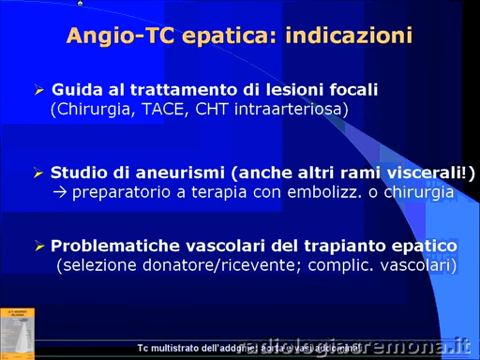 Angio-TC epatica: indicazioni
Guida al trattamento di lesioni focali
(Chirurgia, TACE, CHT intraarteriosa)
Studio di aneurismi (anche altri rami viscerali!)
→ preparatorio a terapia con embolizz. o chirurgia
Problematiche vascolari del trapianto epatico
(selezione donatore/ricevente; complic. vascolari)
Tc multistrato dell'addome: aorta e vasi addominali
radiologiacremona.it